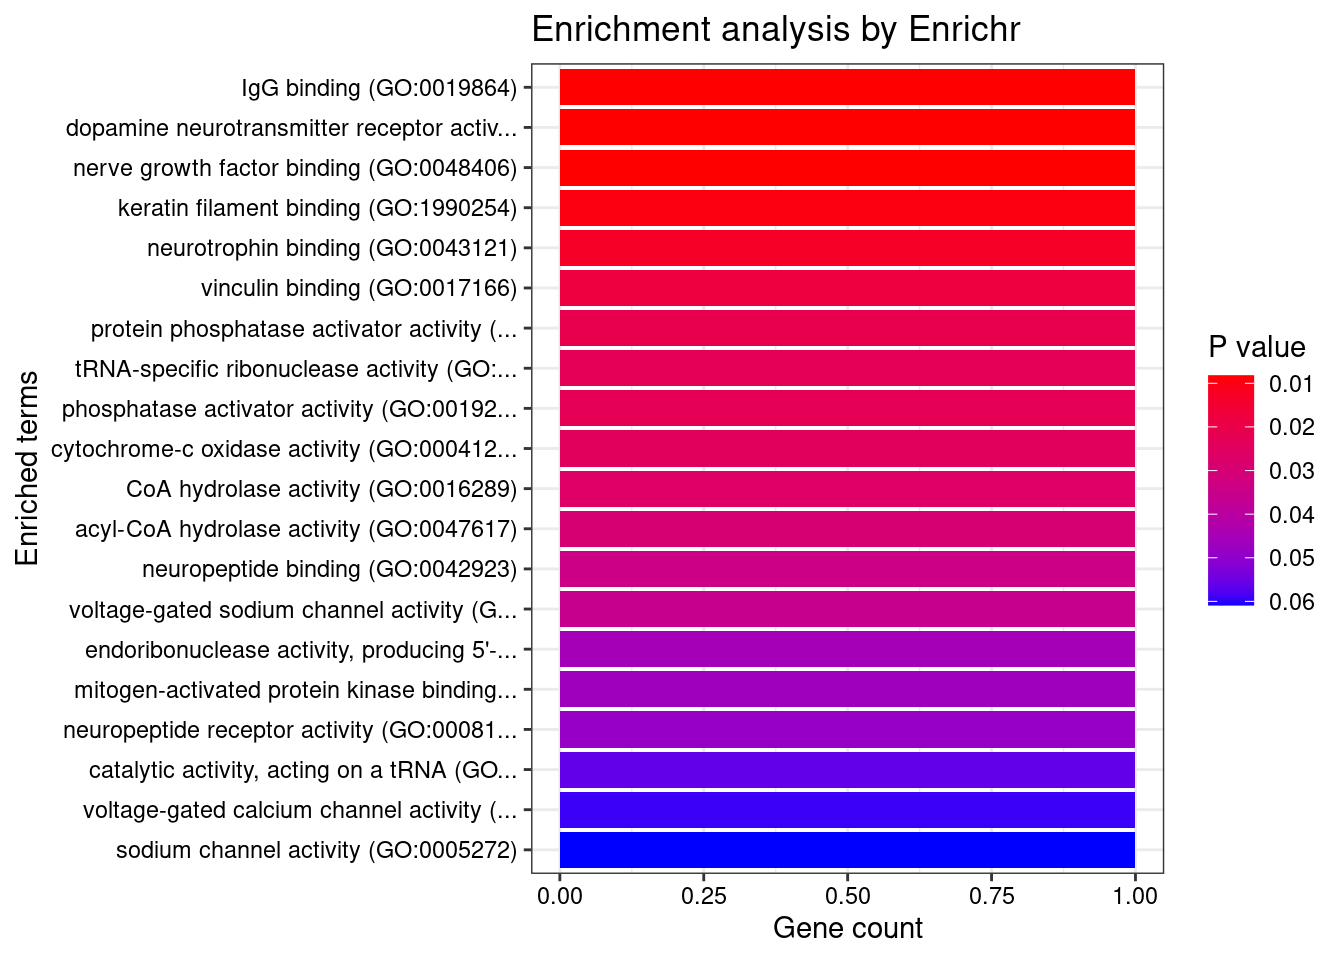 Enrichment analysis by Enrichr
IgG binding (GO:0019864)
dopamine neurotransmitter receptor activ...
nerve growth factor binding (GO:0048406)
keratin filament binding (GO:1990254)
neurotrophin binding (GO:0043121)
vinculin binding (GO:0017166)
protein phosphatase activator activity (...
tRNA-specific ribonuclease activity (GO:...
phosphatase activator activity (GO:00192...
cytochrome-c oxidase activity (GO:000412...
CoA hydrolase activity (GO:0016289)
acyl-CoA hydrolase activity (GO:0047617)
neuropeptide binding (GO:0042923)
voltage-gated sodium channel activity (G...
endoribonuclease activity, producing 5'-...
mitogen-activated protein kinase binding...
neuropeptide receptor activity (GO:00081...
catalytic activity, acting on a tRNA (GO...
voltage-gated calcium channel activity (...
sodium channel activity (GO:0005272)
Enriched terms
0.00 0.25 0.50 0.75 1.00
Gene count
P value
0.01
0.02
0.03
0.04
0.05
0.06